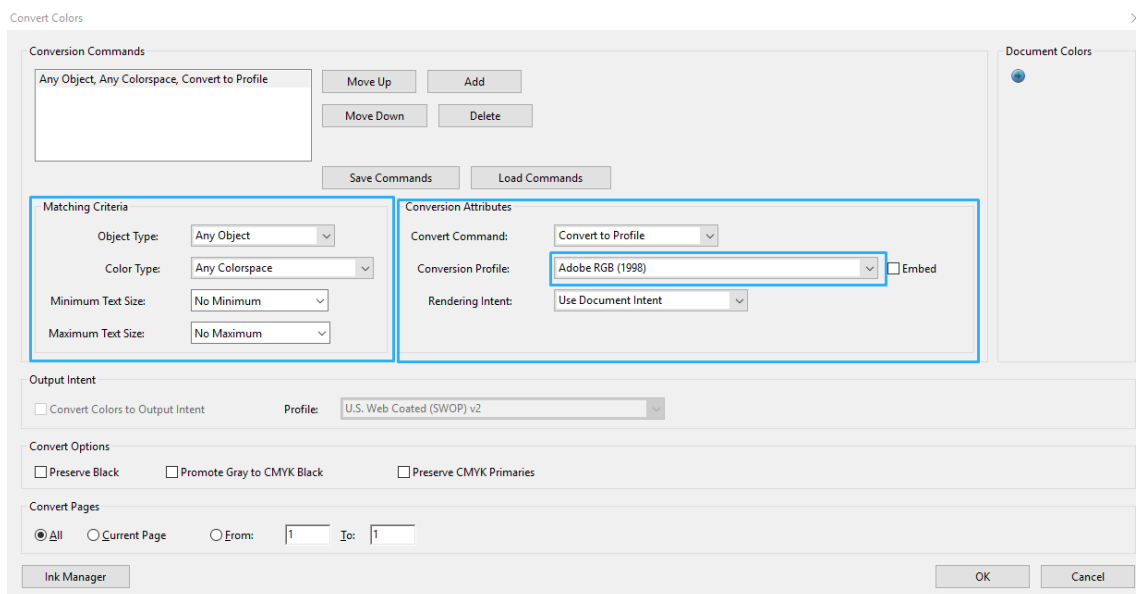 Convert Colors
Conversion Commands
Document Colors
Any Object, Any Colorspace, Convert to Profile
Move Up
Add
Move Down
Delete
Save Commands
Load Commands
Matching Criteria
Object Type: Any Object
Color Type: Any Colorspace
Minimum Text Size: No Minimum
Maximum Text Size: No Maximum
Conversion Attributes
Convert Command: Convert to Profile
Conversion Profile: Adobe RGB (1998) Embed
Rendering Intent: Use Document Intent
Output Intent
Convert Colors to Output Intent Profile: U.S. Web Coated (SWOP) v2
Convert Options
Preserve Black Promote Gray to CMYK Black Preserve CMYK Primaries
Convert Pages
All Current Page From: 1 To: 1
Ink Manager
OK
Cancel